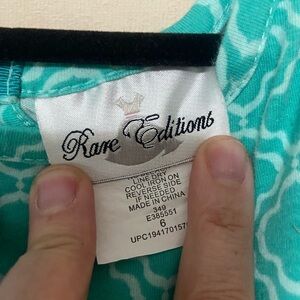 Rare Editions
LINE DRY
COOL IRON ON
REVERSE SIDE
IF NEEDED
MADE IN CHINA
349
E385551
6